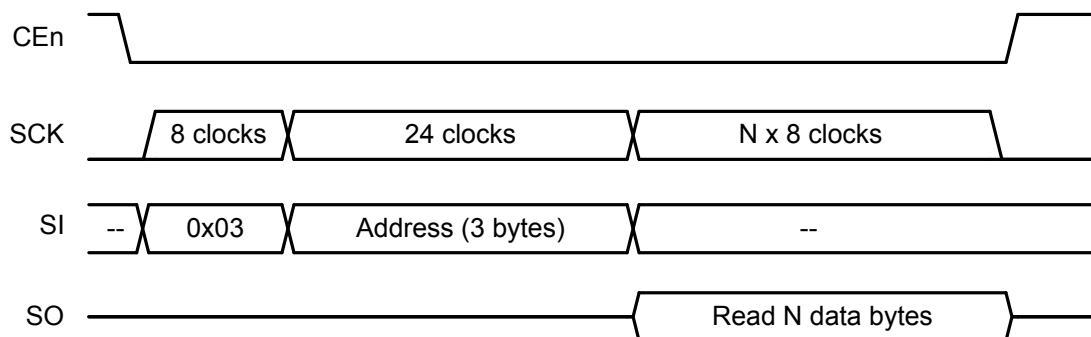 CEn
SCK 8 clocks 24 clocks N x 8 clocks
SI -- 0x03 Address (3 bytes) --
SO Read N data bytes